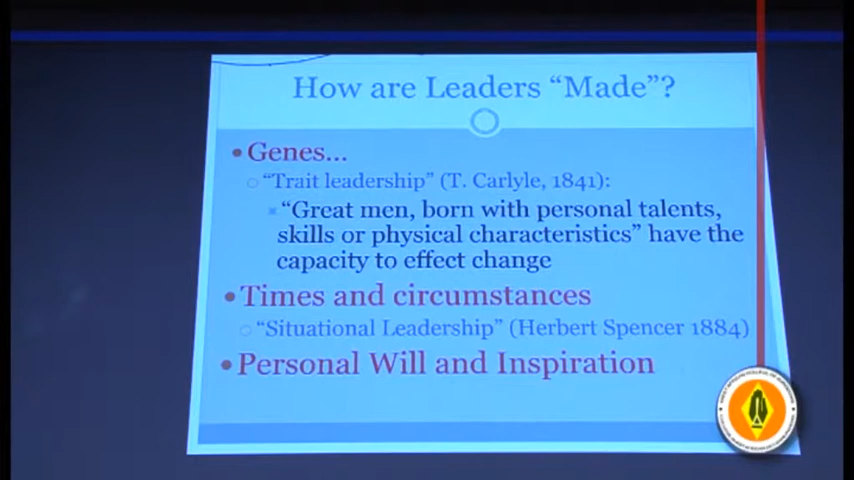 How are Leaders “Made”?
• Genes...
○ “Trait leadership” (T. Carlyle, 1841):
“Great men, born with personal talents,
skills or physical characteristics” have the
capacity to effect change
• Times and circumstances
○ “Situational Leadership” (Herbert Spencer 1884)
• Personal Will and Inspiration